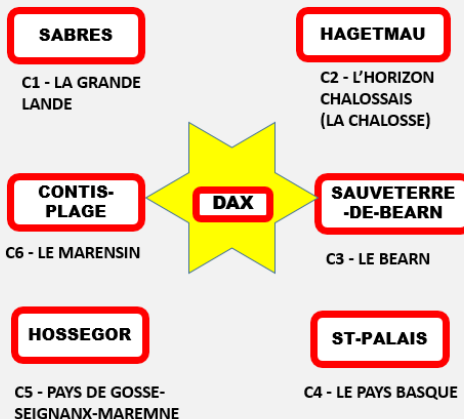 SABRES
C1 - LA GRANDE
LANDE
HAGETMAU
C2 - L'HORIZON
CHALOSSAIS
(LA CHALOSSE)
CONTIS-
PLAGE
C6 - LE MARENSIN
DAX
SAUVETERRE
-DE-BEARN
C3 - LE BEARN
HOSSEGOR
C5 - PAYS DE GOSSE-
SEIGNANX-MAREMNE
ST-PALAIS
C4 - LE PAYS BASQUE